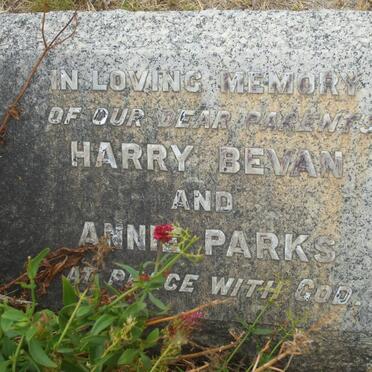 IN LOVING MEMORY
OF OUR DEAR PARENTS
HARRY BEVAN
AND
ANNIE PARKS
AT PEACE WITH GOD.